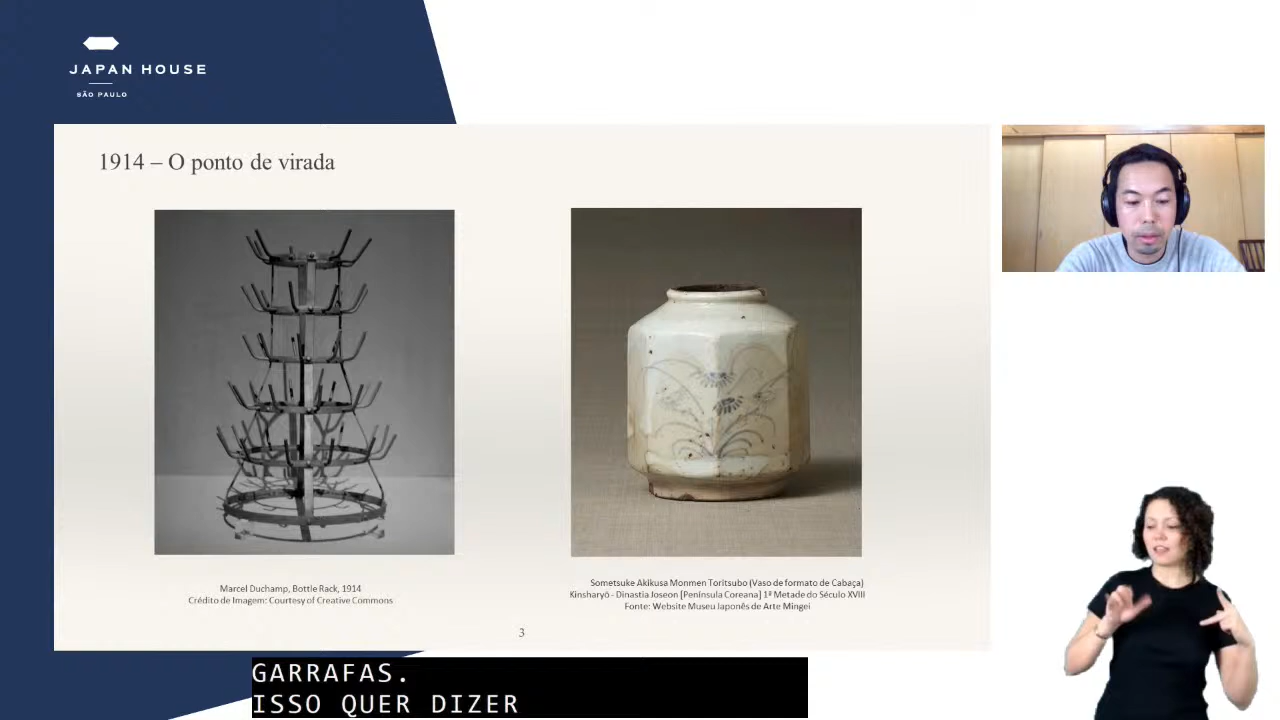 JAPAN HOUSE
SÃO PAULO
1914 – O ponto de virada
Marcel Duchamp, Bottle Rack, 1914
Crédito de Imagem: Courtesy of Creative Commons
Sometsuke Akikusa Monmen Toritsubo (Vaso de formato de Cabaça)
Kinsharyō - Dinastia Joseon [Península Coreana] 1ª Metade do Século XVIII
Fonte: Website Museu Japonês de Arte Mingei
3
GARRAFAS.
ISSO QUER DIZER